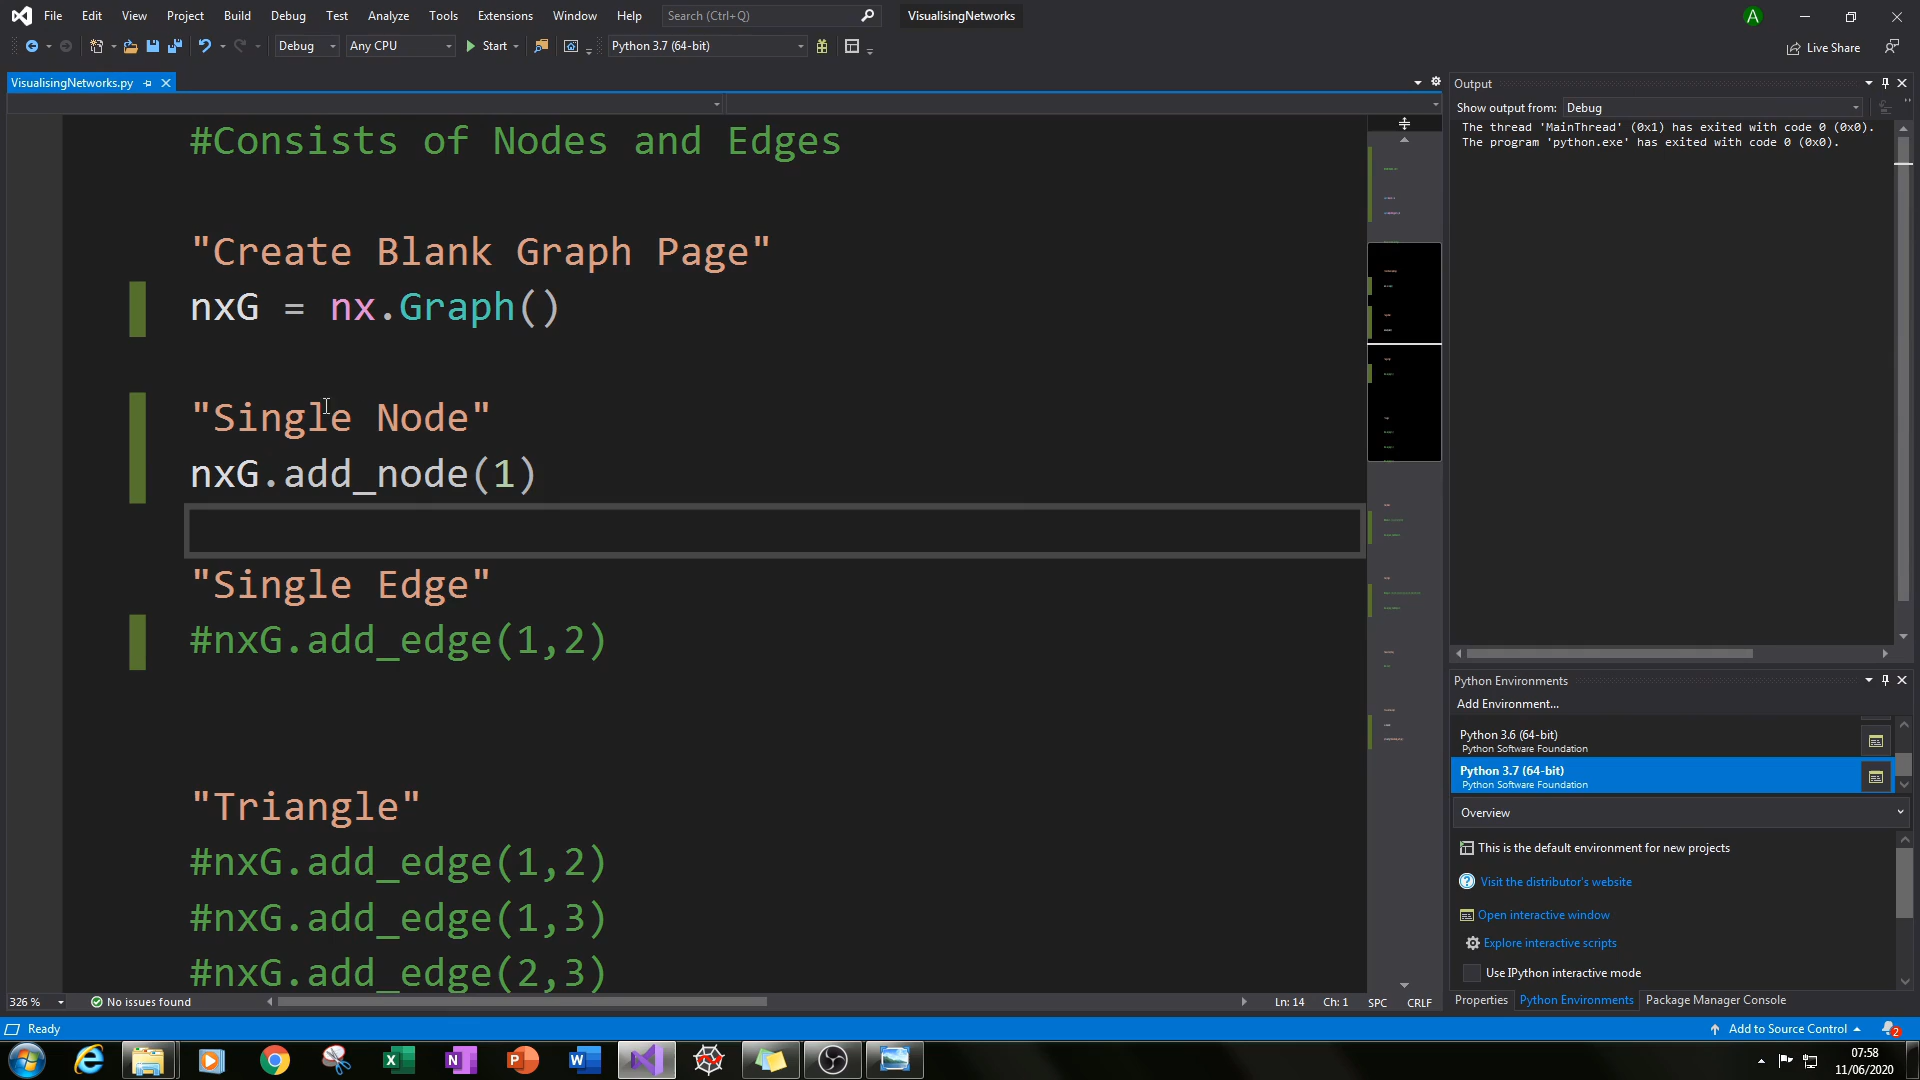 File Edit View Project Build Debug Test Analyze Tools Extensions Window Help Search (Ctrl+Q) VisualisingNetworks A
Debug Any CPU Start Python 3.7 (64-bit) Live Share
VisualisingNetworks.py
#Consists of Nodes and Edges
"Create Blank Graph Page"
nxG = nx.Graph()
"Single Node"
nxG.add_node(1)
"Single Edge"
#nxG.add_edge(1,2)
"Triangle"
#nxG.add_edge(1,2)
#nxG.add_edge(1,3)
#nxG.add_edge(2,3)
326 % No issues found Ln: 14 Ch: 1 SPC CRLF
Output
Show output from: Debug
The thread 'MainThread' (0x1) has exited with code 0 (0x0).
The program 'python.exe' has exited with code 0 (0x0).
Python Environments
Add Environment...
Python 3.6 (64-bit)
Python Software Foundation
Python 3.7 (64-bit)
Python Software Foundation
Overview
This is the default environment for new projects
Visit the distributor's website
Open interactive window
Explore interactive scripts
Use IPython interactive mode
Properties Python Environments Package Manager Console
Ready Add to Source Control 2
07:58
11/06/2020